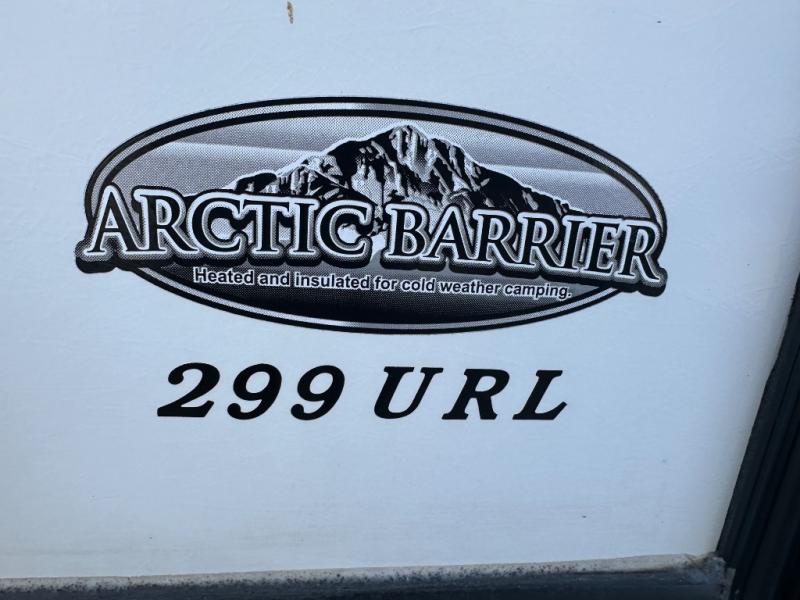 ARCTIC BARRIER
Heated and insulated for cold weather camping.
299 URL